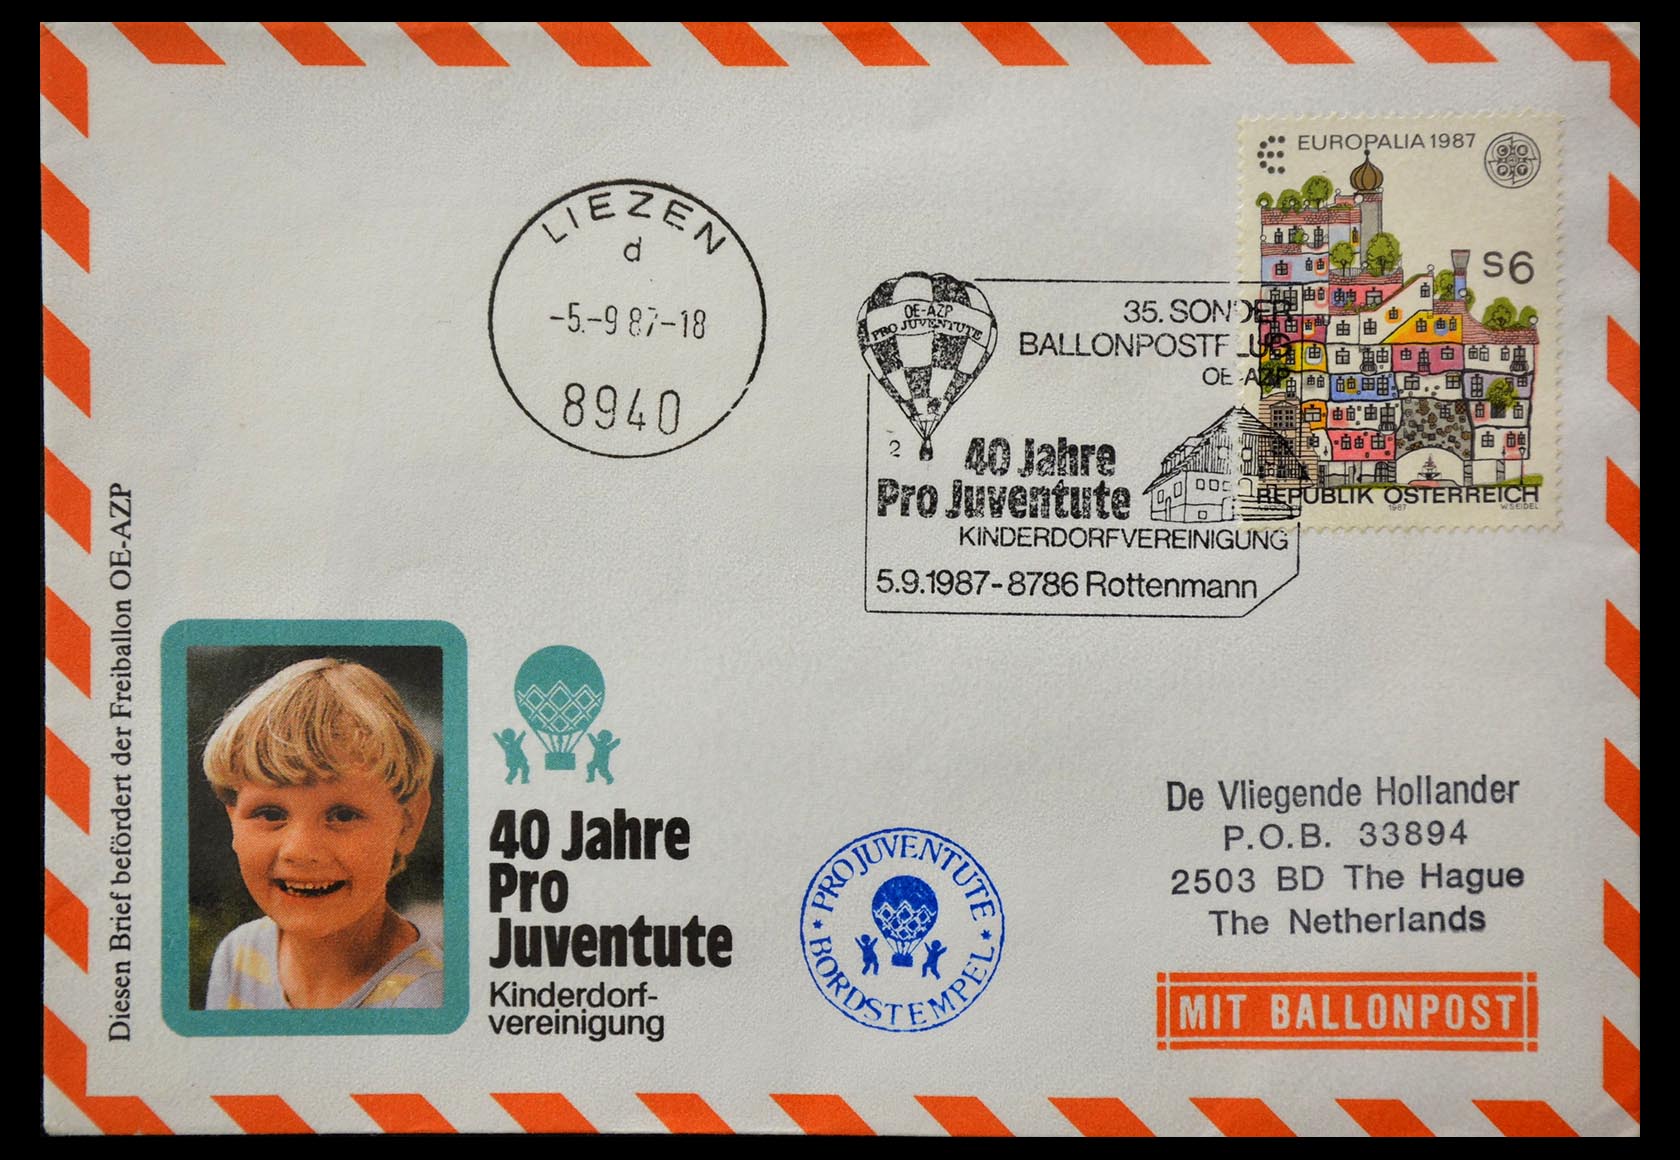 EUROPALIA 1987
CEPT
S6
REPUBLIK ÖSTERREICH
1987
W. SEIDEL
LIEZEN
d
-5.-9 87-18
8940
OE-AZP
PRO JUVENTUTE
35. SONDER
BALLONPOSTFLUG
OE-AZP
2
40 Jahre
Pro Juventute
KINDERDORFVEREINIGUNG
5.9.1987 - 8786 Rottenmann
Diesen Brief befördert der Freiballon OE-AZP
40 Jahre
Pro
Juventute
Kinderdorf-
vereinigung
PRO JUVENTUTE
* BORDSTEMPEL *
De Vliegende Hollander
P.O.B. 33894
2503 BD The Hague
The Netherlands
MIT BALLONPOST